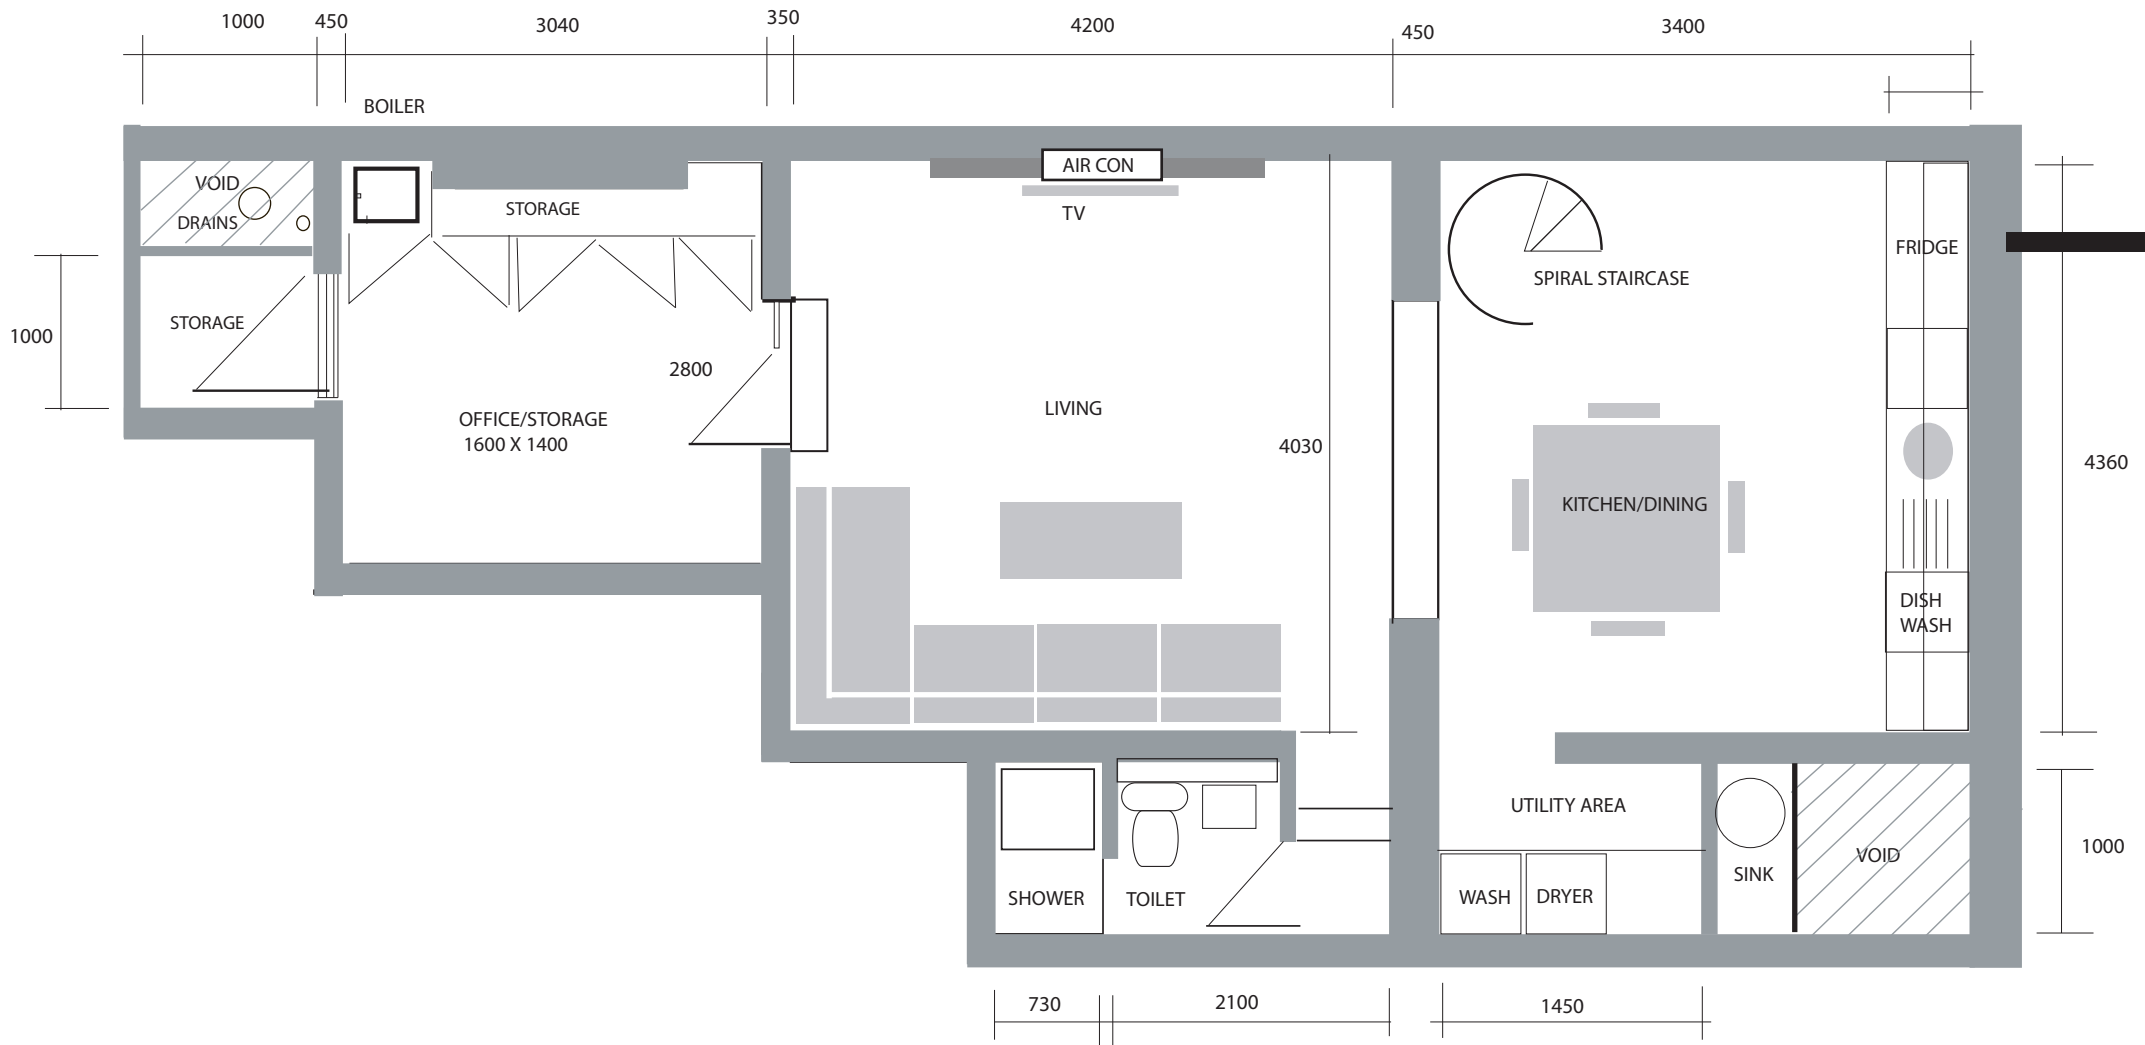 1000
450
3040
350
4200
450
3400
BOILER
VOID
DRAINS
STORAGE
AIR CON
TV
FRIDGE
SPIRAL STAIRCASE
STORAGE
1000
2800
OFFICE/STORAGE
1600 X 1400
LIVING
4030
4360
KITCHEN/DINING
DISH
WASH
UTILITY AREA
1000
VOID
SINK
SHOWER
TOILET
WASH
DRYER
730
2100
1450